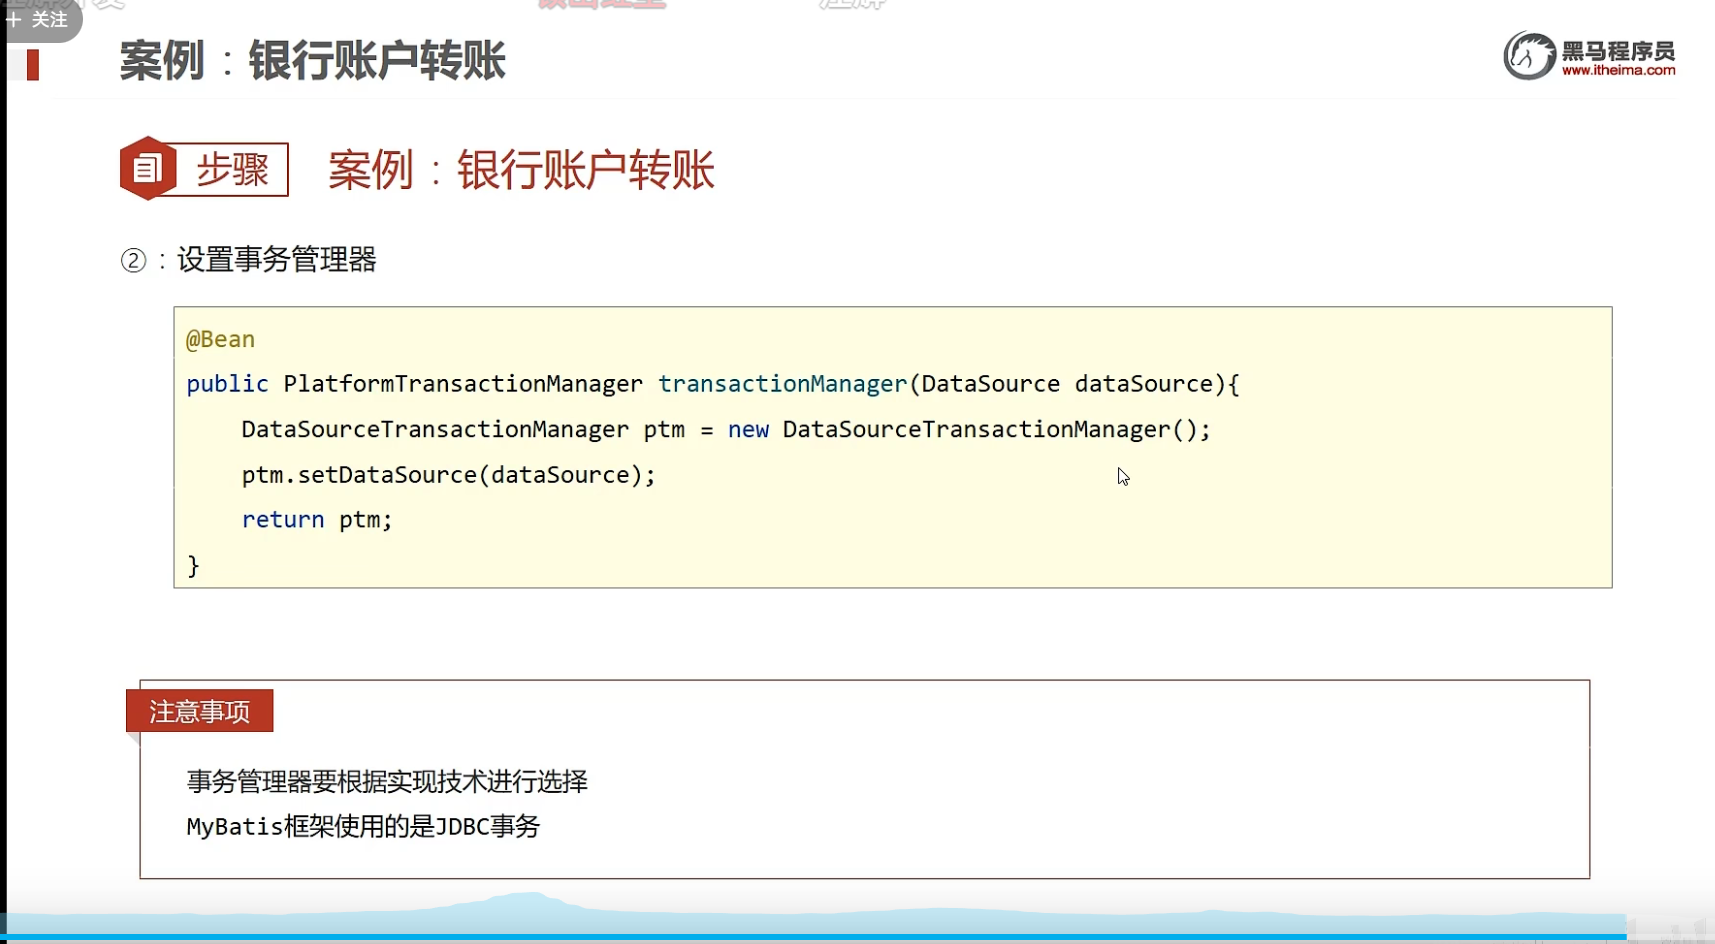 + 关注
案例：银行账户转账
黑马程序员
www.itheima.com
步骤
案例：银行账户转账
②：设置事务管理器
@Bean
public PlatformTransactionManager transactionManager(DataSource dataSource){
    DataSourceTransactionManager ptm = new DataSourceTransactionManager();
    ptm.setDataSource(dataSource);
    return ptm;
}
注意事项
事务管理器要根据实现技术进行选择
MyBatis框架使用的是JDBC事务